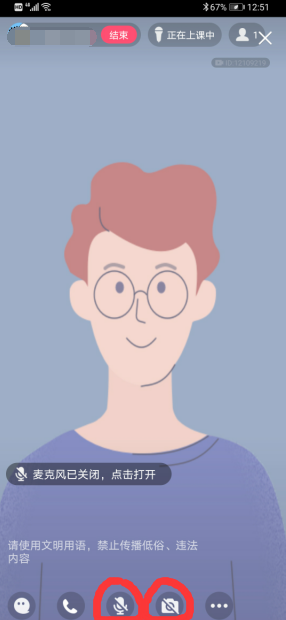 67% 12:51
结束 正在上课中 1
麦克风已关闭，点击打开
请使用文明用语，禁止传播低俗、违法
内容